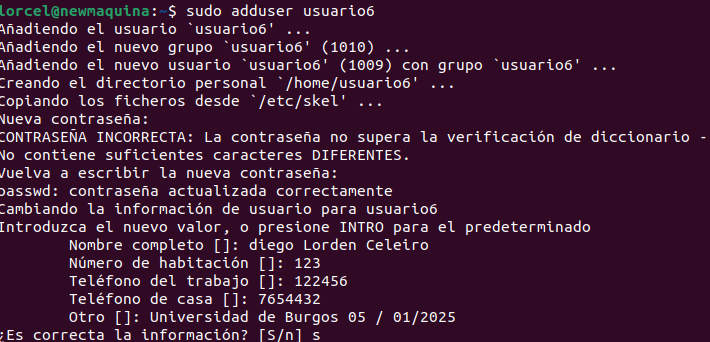 lorcel@newmaquina:~$ sudo adduser usuario6
Añadiendo el usuario `usuario6' ...
Añadiendo el nuevo grupo `usuario6' (1010) ...
Añadiendo el nuevo usuario `usuario6' (1009) con grupo `usuario6' ...
Creando el directorio personal `/home/usuario6' ...
Copiando los ficheros desde `/etc/skel' ...
Nueva contraseña:
CONTRASEÑA INCORRECTA: La contraseña no supera la verificación de diccionario -
No contiene suficientes caracteres DIFERENTES.
Vuelva a escribir la nueva contraseña:
passwd: contraseña actualizada correctamente
Cambiando la información de usuario para usuario6
Introduzca el nuevo valor, o presione INTRO para el predeterminado
Nombre completo []: diego Lorden Celeiro
Número de habitación []: 123
Teléfono del trabajo []: 122456
Teléfono de casa []: 7654432
Otro []: Universidad de Burgos 05 / 01/2025
¿Es correcta la información? [S/n] s